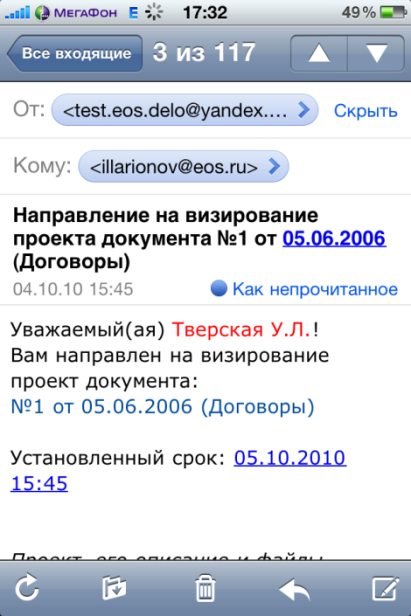 МЕГАФОН E 17:32 49%
Все входящие 3 из 117
От: <test.eos.delo@yandex.... Скрыть
Кому: <illarionov@eos.ru>
Направление на визирование
проекта документа №1 от 05.06.2006
(Договоры)
04.10.10 15:45 Как непрочитанное
Уважаемый(ая) Тверская У.Л.!
Вам направлен на визирование
проект документа:
№1 от 05.06.2006 (Договоры)
Установленный срок: 05.10.2010
15:45
Проект, его описание и файлы